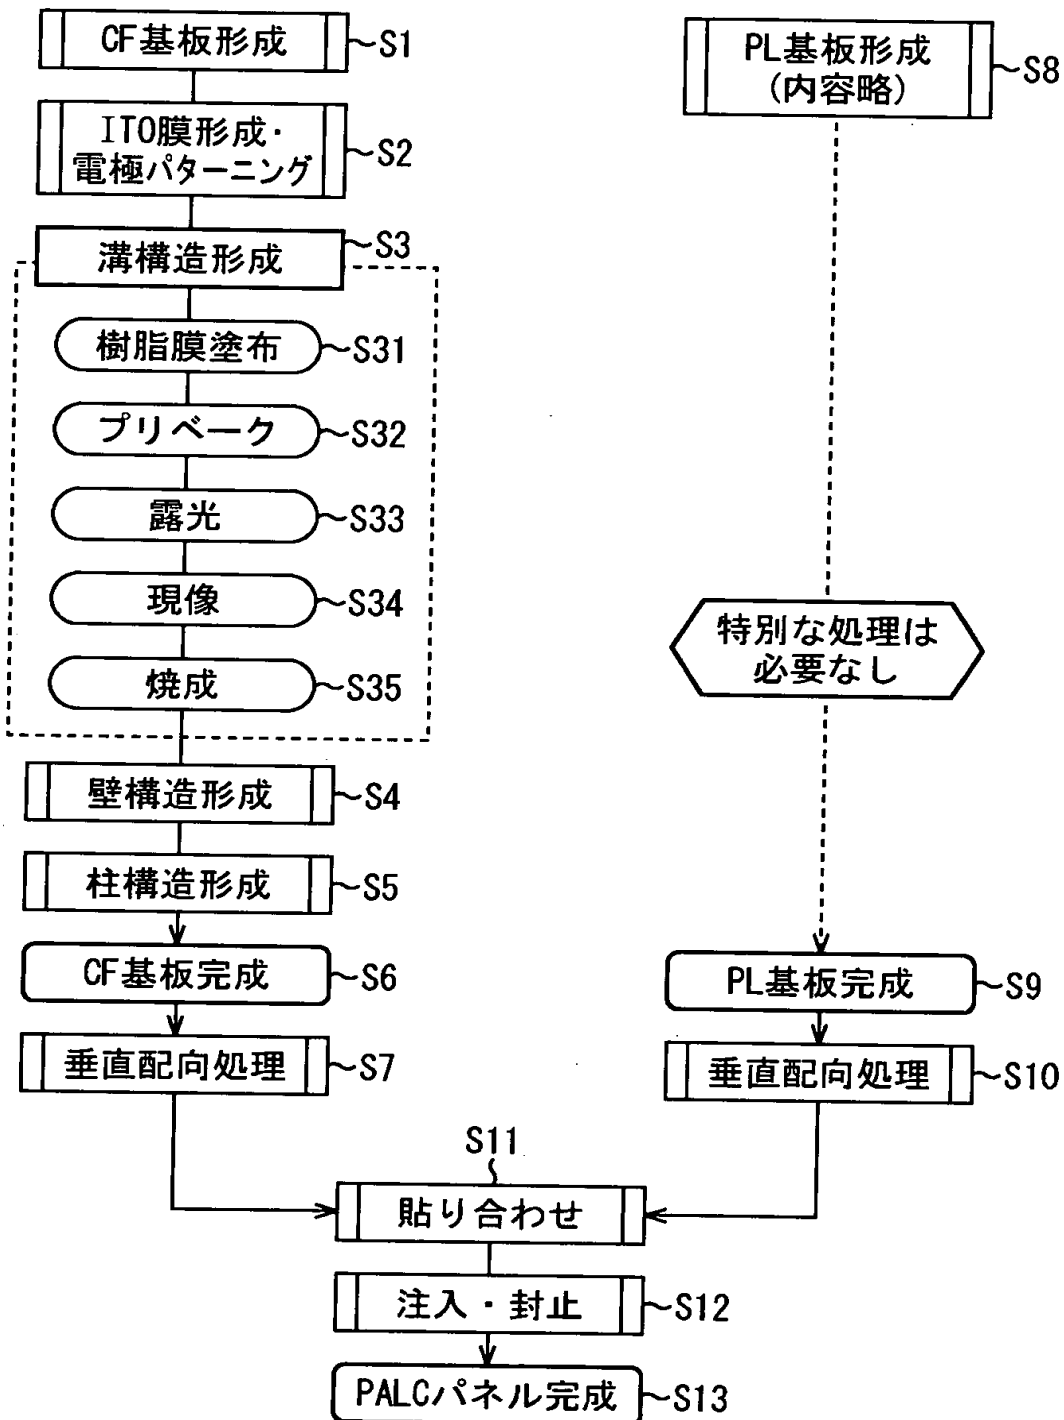 CF基板形成
S1
ITO膜形成・
電極パターニング
S2
溝構造形成
S3
樹脂膜塗布
S31
プリベーク
S32
露光
S33
現像
S34
焼成
S35
壁構造形成
S4
柱構造形成
S5
CF基板完成
S6
垂直配向処理
S7
PL基板形成
(内容略)
S8
特別な処理は
必要なし
PL基板完成
S9
垂直配向処理
S10
S11
貼り合わせ
注入・封止
S12
PALCパネル完成
S13